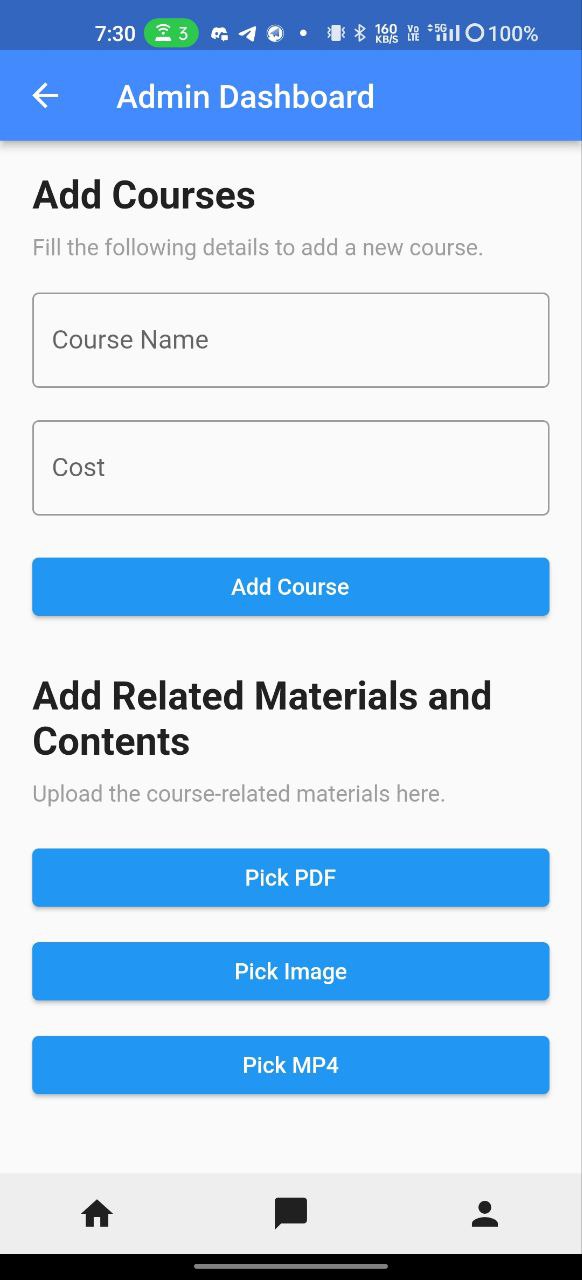 7:30 3 160 KB/S Vo LTE 5G 100%
Admin Dashboard
Add Courses
Fill the following details to add a new course.
Course Name
Cost
Add Course
Add Related Materials and
Contents
Upload the course-related materials here.
Pick PDF
Pick Image
Pick MP4